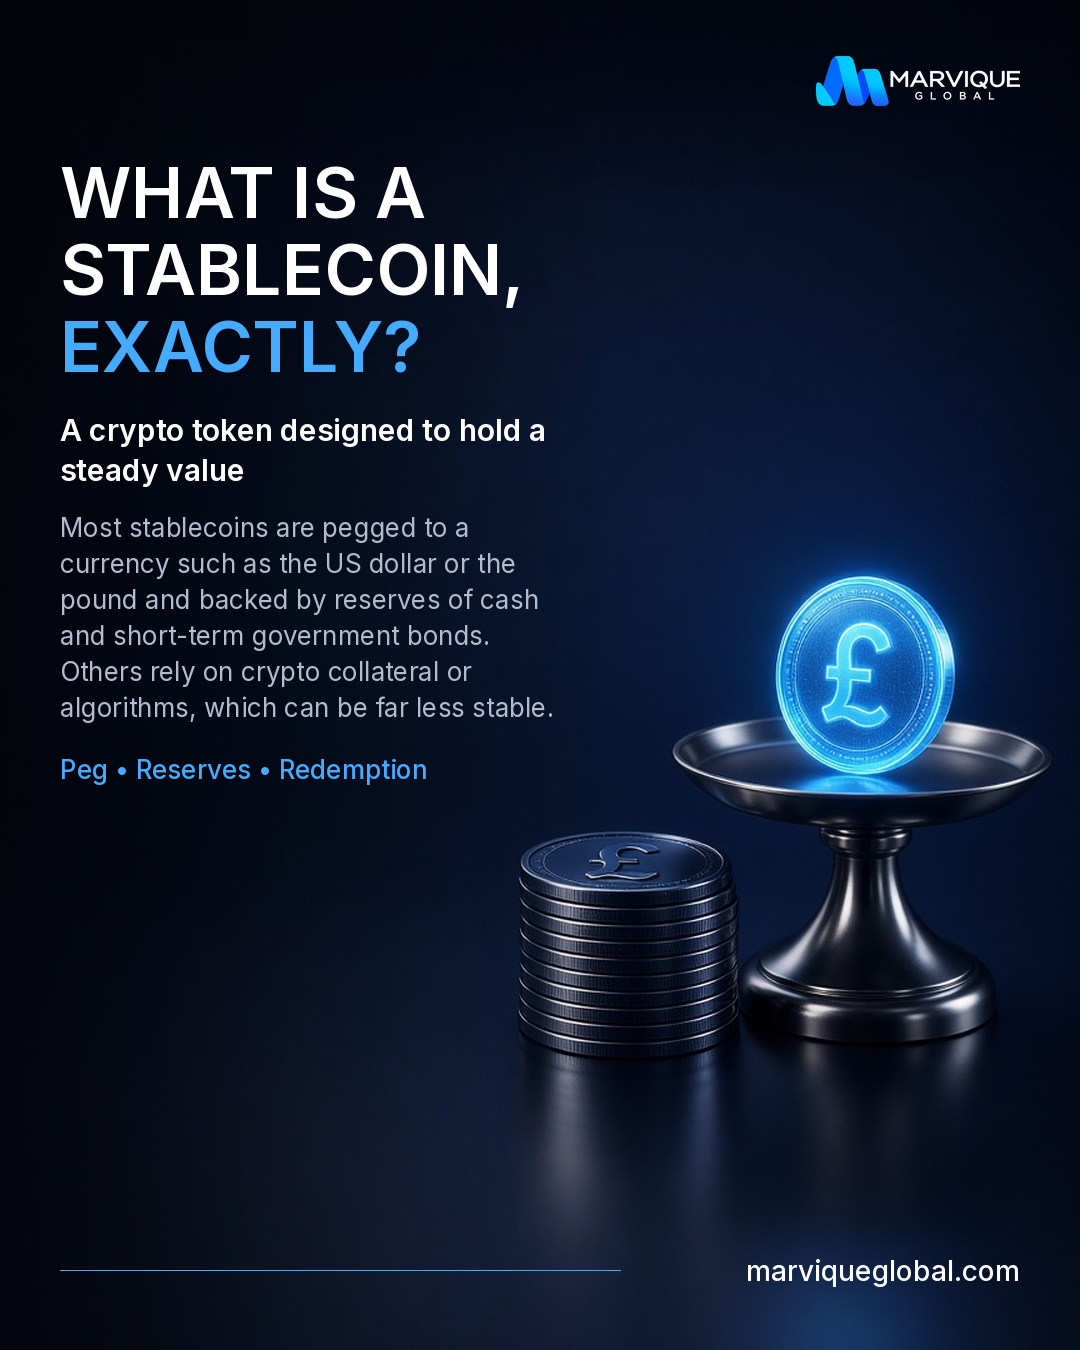 MARVIQUE
GLOBAL
WHAT IS A
STABLECOIN,
EXACTLY?
A crypto token designed to hold a
steady value
Most stablecoins are pegged to a
currency such as the US dollar or the
pound and backed by reserves of cash
and short-term government bonds.
Others rely on crypto collateral or
algorithms, which can be far less stable.
Peg • Reserves • Redemption
£
£
marviqueglobal.com